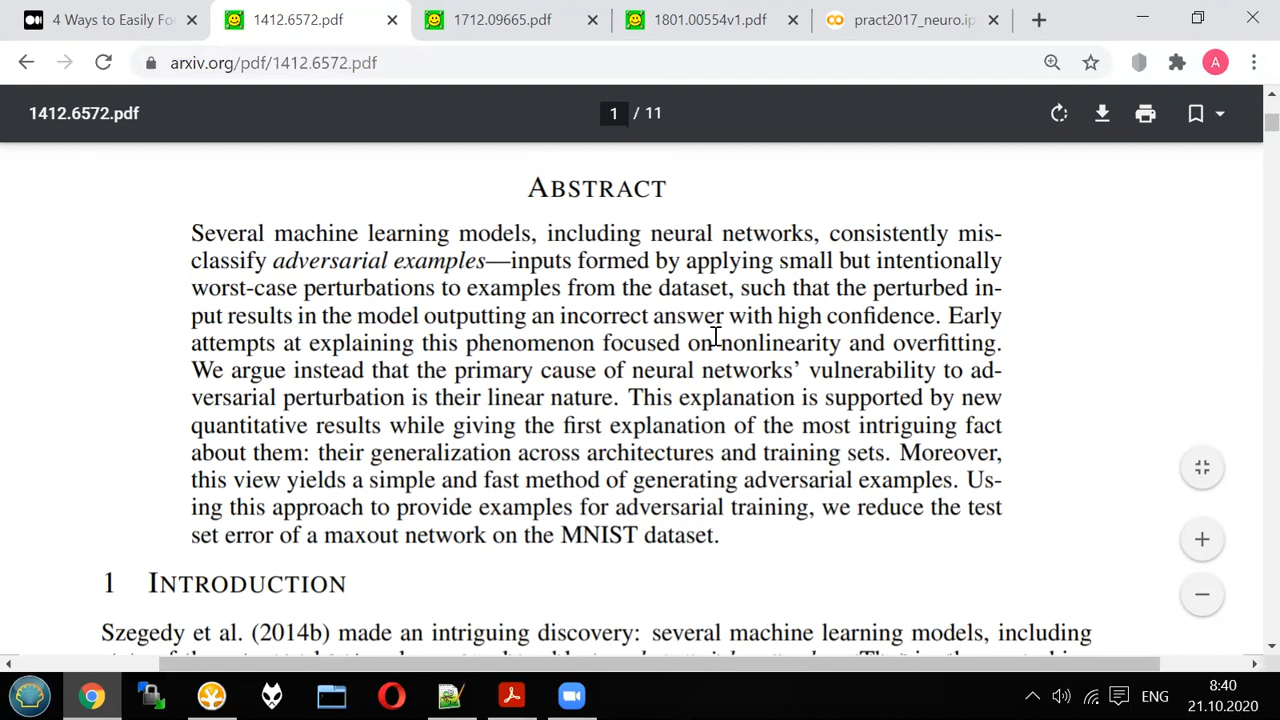 4 Ways to Easily Fo
1412.6572.pdf
1712.09665.pdf
1801.00554v1.pdf
pract2017_neuro.ip
arxiv.org/pdf/1412.6572.pdf
A
1412.6572.pdf
1 / 11
ABSTRACT
Several machine learning models, including neural networks, consistently mis-
classify adversarial examples—inputs formed by applying small but intentionally
worst-case perturbations to examples from the dataset, such that the perturbed in-
put results in the model outputting an incorrect answer with high confidence. Early
attempts at explaining this phenomenon focused on nonlinearity and overfitting.
We argue instead that the primary cause of neural networks’ vulnerability to ad-
versarial perturbation is their linear nature. This explanation is supported by new
quantitative results while giving the first explanation of the most intriguing fact
about them: their generalization across architectures and training sets. Moreover,
this view yields a simple and fast method of generating adversarial examples. Us-
ing this approach to provide examples for adversarial training, we reduce the test
set error of a maxout network on the MNIST dataset.
1 INTRODUCTION
Szegedy et al. (2014b) made an intriguing discovery: several machine learning models, including
ENG
8:40
21.10.2020